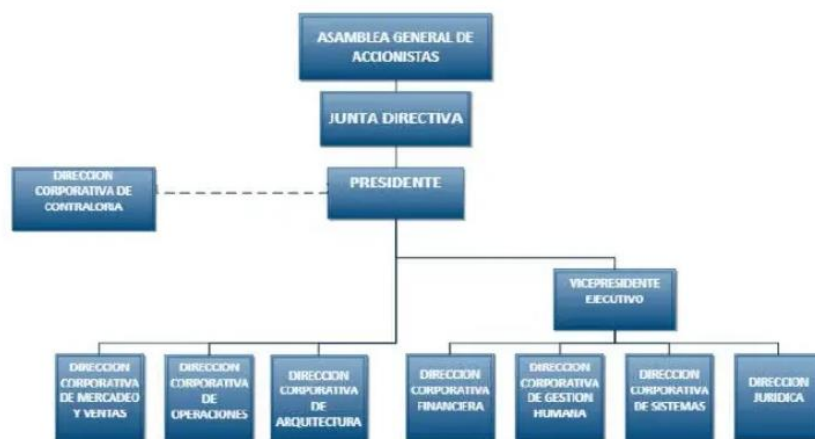 ASAMBLEA GENERAL DE
ACCIONISTAS
JUNTA DIRECTIVA
PRESIDENTE
DIRECCION
CORPORATIVA DE
CONTRALORIA
VICEPRESIDENTE
EJECUTIVO
DIRECCION
CORPORATIVA
DE MERCADEO
Y VENTAS
DIRECCION
CORPORATIVA
DE
OPERACIONES
DIRECCION
CORPORATIVA
DE
ARQUITECTURA
DIRECCION
CORPORATIVA
FINANCIERA
DIRECCION
CORPORATIVA
DE GESTION
HUMANA
DIRECCION
CORPORATIVA
DE SISTEMAS
DIRECCION
JURIDICA